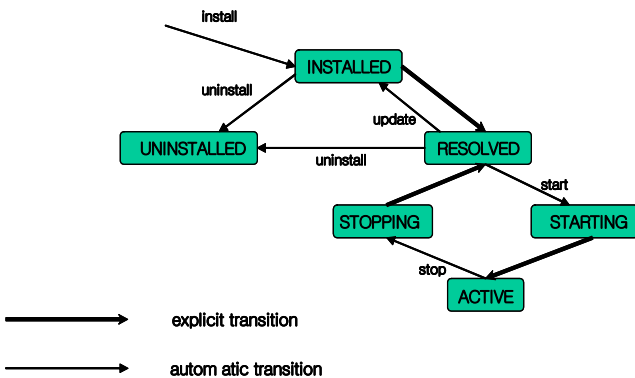 install
INSTALLED
uninstall
update
UNINSTALLED
RESOLVED
uninstall
start
STOPPING
STARTING
stop
ACTIVE
explicit transition
autom atic transition